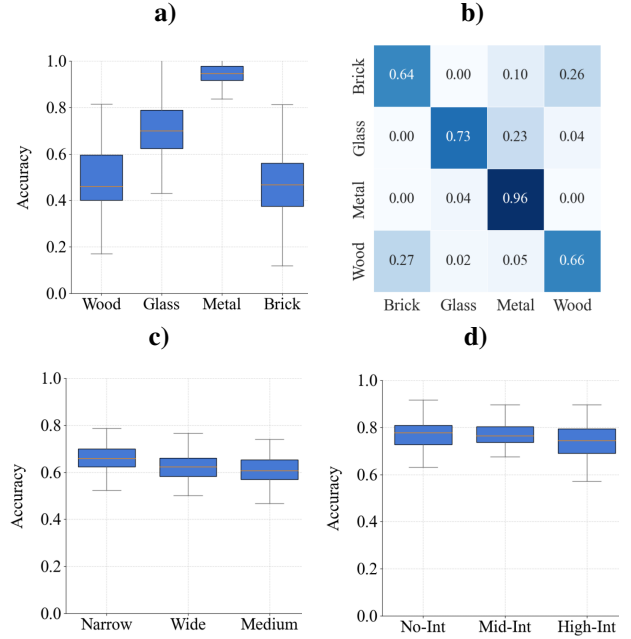 a)
1.0
0.8
0.6
0.4
0.2
0.0
Accuracy
Wood Glass Metal Brick
b)
Brick 0.64 0.00 0.10 0.26
Glass 0.00 0.73 0.23 0.04
Metal 0.00 0.04 0.96 0.00
Wood 0.27 0.02 0.05 0.66
Brick Glass Metal Wood
c)
1.0
0.8
0.6
0.4
0.2
0.0
Accuracy
Narrow Wide Medium
d)
1.0
0.8
0.6
0.4
0.2
0.0
Accuracy
No-Int Mid-Int High-Int